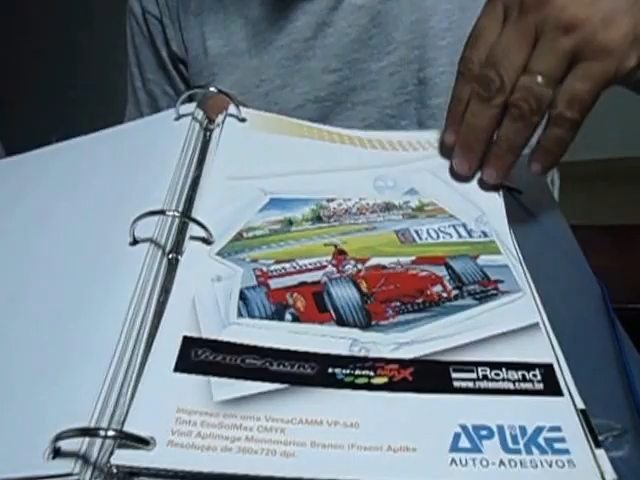 FOSTE
VERSACAMM
ECO-SOL MAX
Roland
www.rolanddg.com.br
Impresso em uma VersaCAMM VP-540
Tinta EcoSolMax CMYK
Vinil Aplimage Monomérico Branco (Fosco) Aplike
Resolução de 360x720 dpi.
APLIKE
AUTO-ADESIVOS